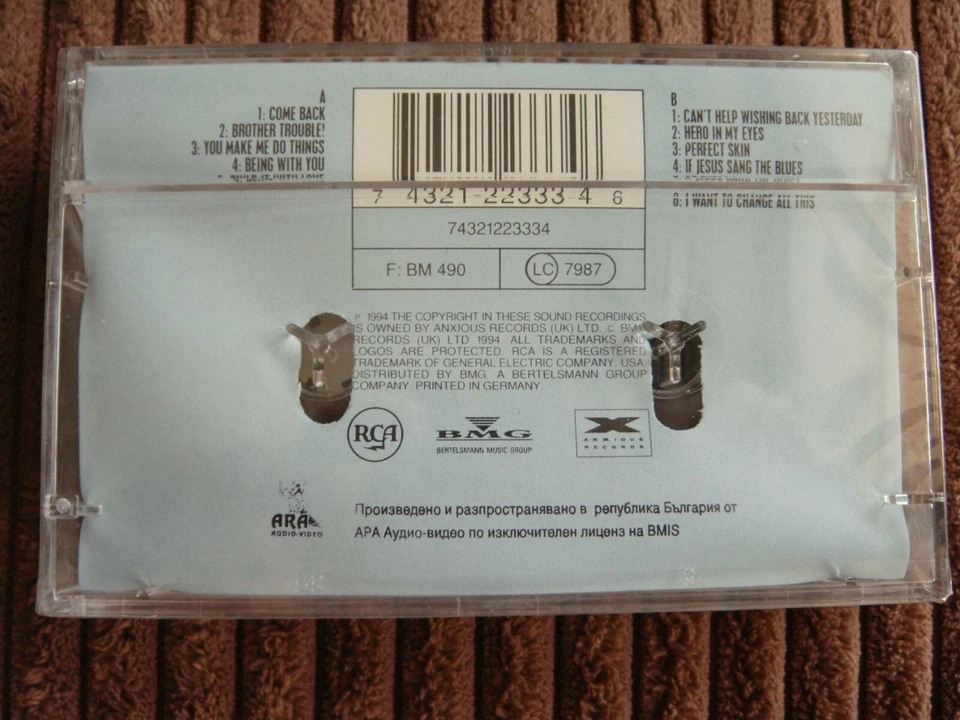 A
1: COME BACK
2: BROTHER TROUBLE!
3: YOU MAKE ME DO THINGS
4: BEING WITH YOU
7 4321-22333-4 6
74321223334
F: BM 490
LC 7987
B
1: CAN'T HELP WISHING BACK YESTERDAY
2: HERO IN MY EYES
3: PERFECT SKIN
4: IF JESUS SANG THE BLUES
6: I WANT TO CHANGE ALL THIS
℗ 1994 THE COPYRIGHT IN THESE SOUND RECORDINGS
IS OWNED BY ANXIOUS RECORDS (UK) LTD. © BMG
RECORDS (UK) LTD 1994. ALL TRADEMARKS AND
LOGOS ARE PROTECTED. RCA IS A REGISTERED
TRADEMARK OF GENERAL ELECTRIC COMPANY. USA.
DISTRIBUTED BY BMG. A BERTELSMANN GROUP
COMPANY. PRINTED IN GERMANY.
RCA
BMG
BERTELSMANN MUSIC GROUP
X
ANXIOUS
RECORDS
ARA
AUDIO-VIDEO
Произведено и разпространявано в република България от
АРА Аудио-видео по изключителен лиценз на BMIS